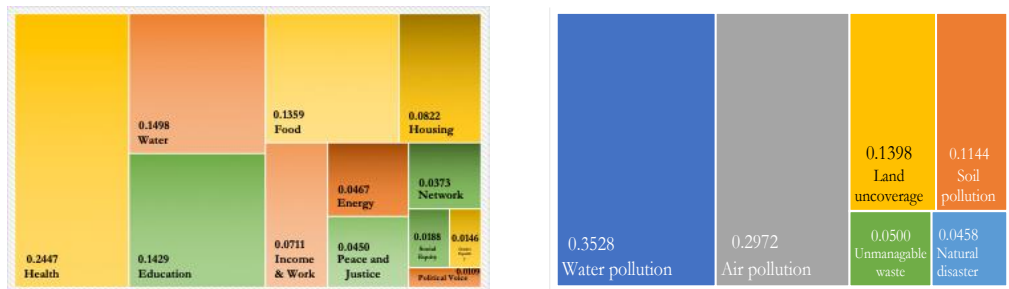 0.2447
Health
0.1498
Water
0.1429
Education
0.1359
Food
0.0822
Housing
0.0711
Income
& Work
0.0467
Energy
0.0450
Peace and
Justice
0.0373
Network
0.0188
Social
Equity
0.0146
0.0109
Political Voice
0.3528
Water pollution
0.2972
Air pollution
0.1398
Land
uncoverage
0.1144
Soil
pollution
0.0500
Unmanagable
waste
0.0458
Natural
disaster